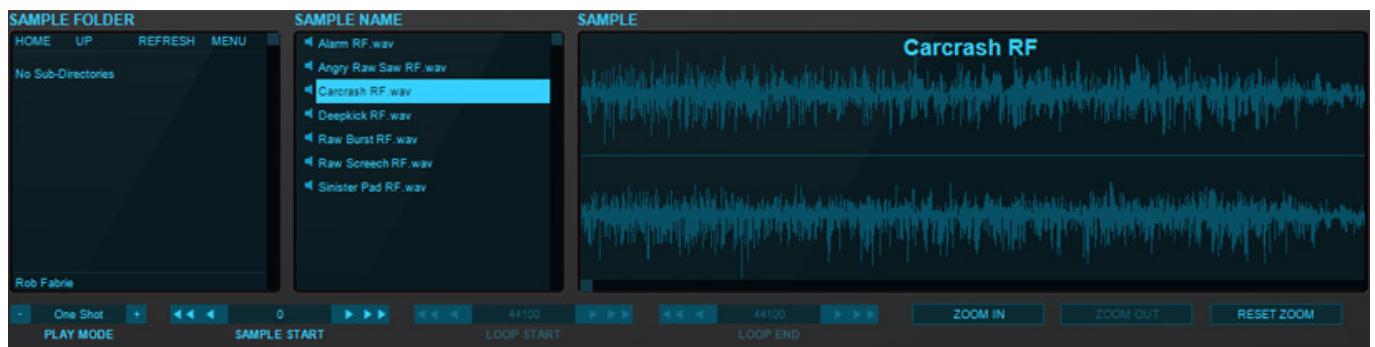 SAMPLE FOLDER
HOME UP REFRESH MENU
No Sub-Directories
Rob Fabrie
SAMPLE NAME
Alarm RF.wav
Angry Raw Saw RF.wav
Carcrash RF.wav
Deepkick RF.wav
Raw Burst RF.wav
Raw Screech RF.wav
Sinister Pad RF.wav
SAMPLE
Carcrash RF
- One Shot + 0 44100 44100 ZOOM IN ZOOM OUT RESET ZOOM
PLAY MODE SAMPLE START LOOP START LOOP END